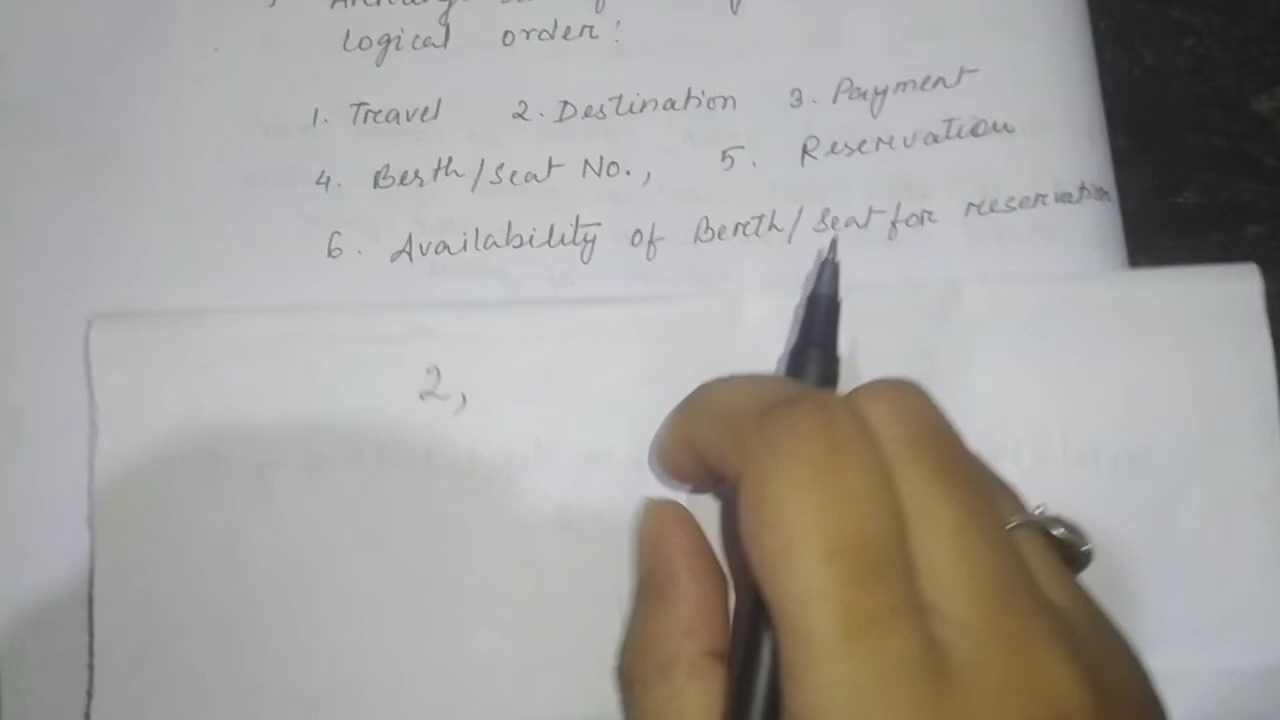 logical order:
1. Travel 2. Destination 3. Payment
4. Berth/Seat No., 5. Reservation
6. Availability of Berth/Seat for reservation
2,